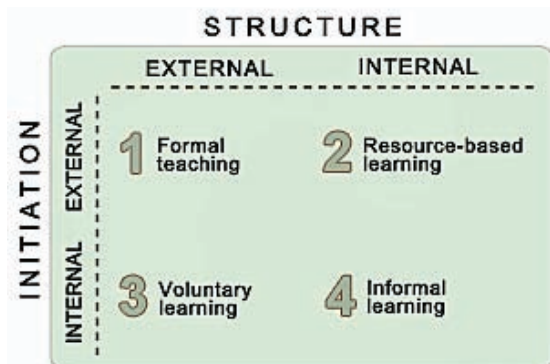 STRUCTURE
EXTERNAL INTERNAL
INITIATION
EXTERNAL
INTERNAL
1 Formal
teaching
2 Resource-based
learning
3 Voluntary
learning
4 Informal
learning